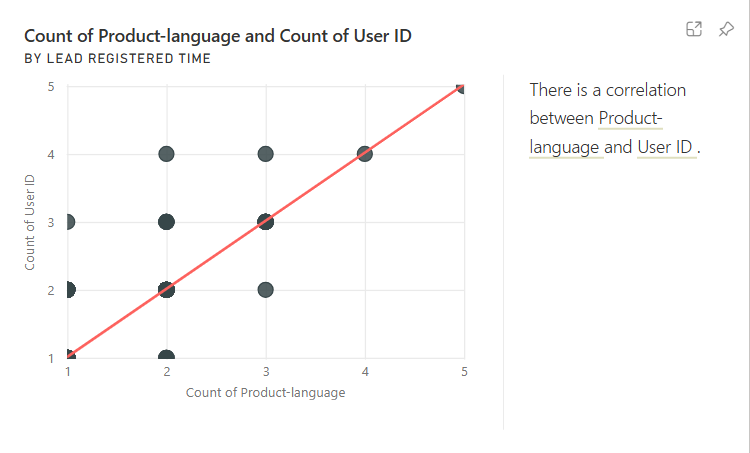 Count of Product-language and Count of User ID
BY LEAD REGISTERED TIME
There is a correlation
between Product-
language and User ID .
Count of User ID
5
4
3
2
1
1 2 3 4 5
Count of Product-language